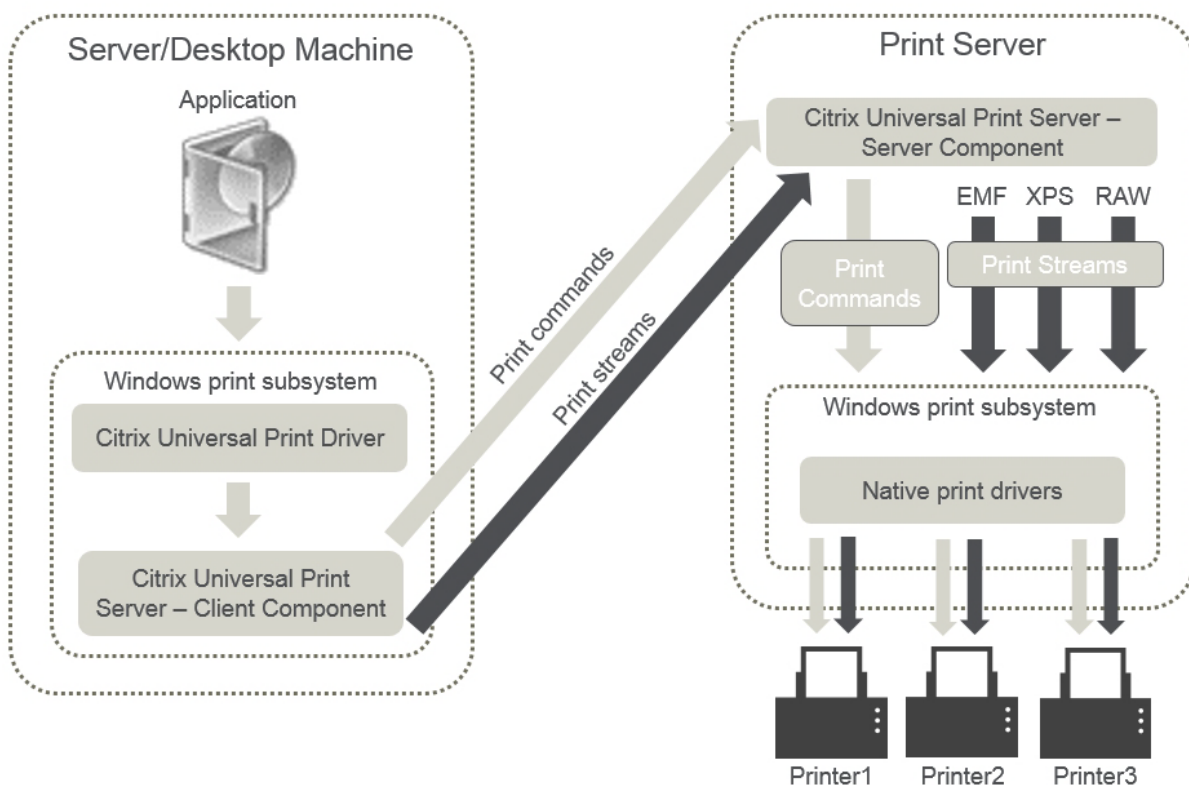 Server/Desktop Machine
Application
Windows print subsystem
Citrix Universal Print Driver
Citrix Universal Print
Server – Client Component
Print commands
Print streams
Print Server
Citrix Universal Print Server –
Server Component
EMF XPS RAW
Print
Commands
Print Streams
Windows print subsystem
Native print drivers
Printer1 Printer2 Printer3